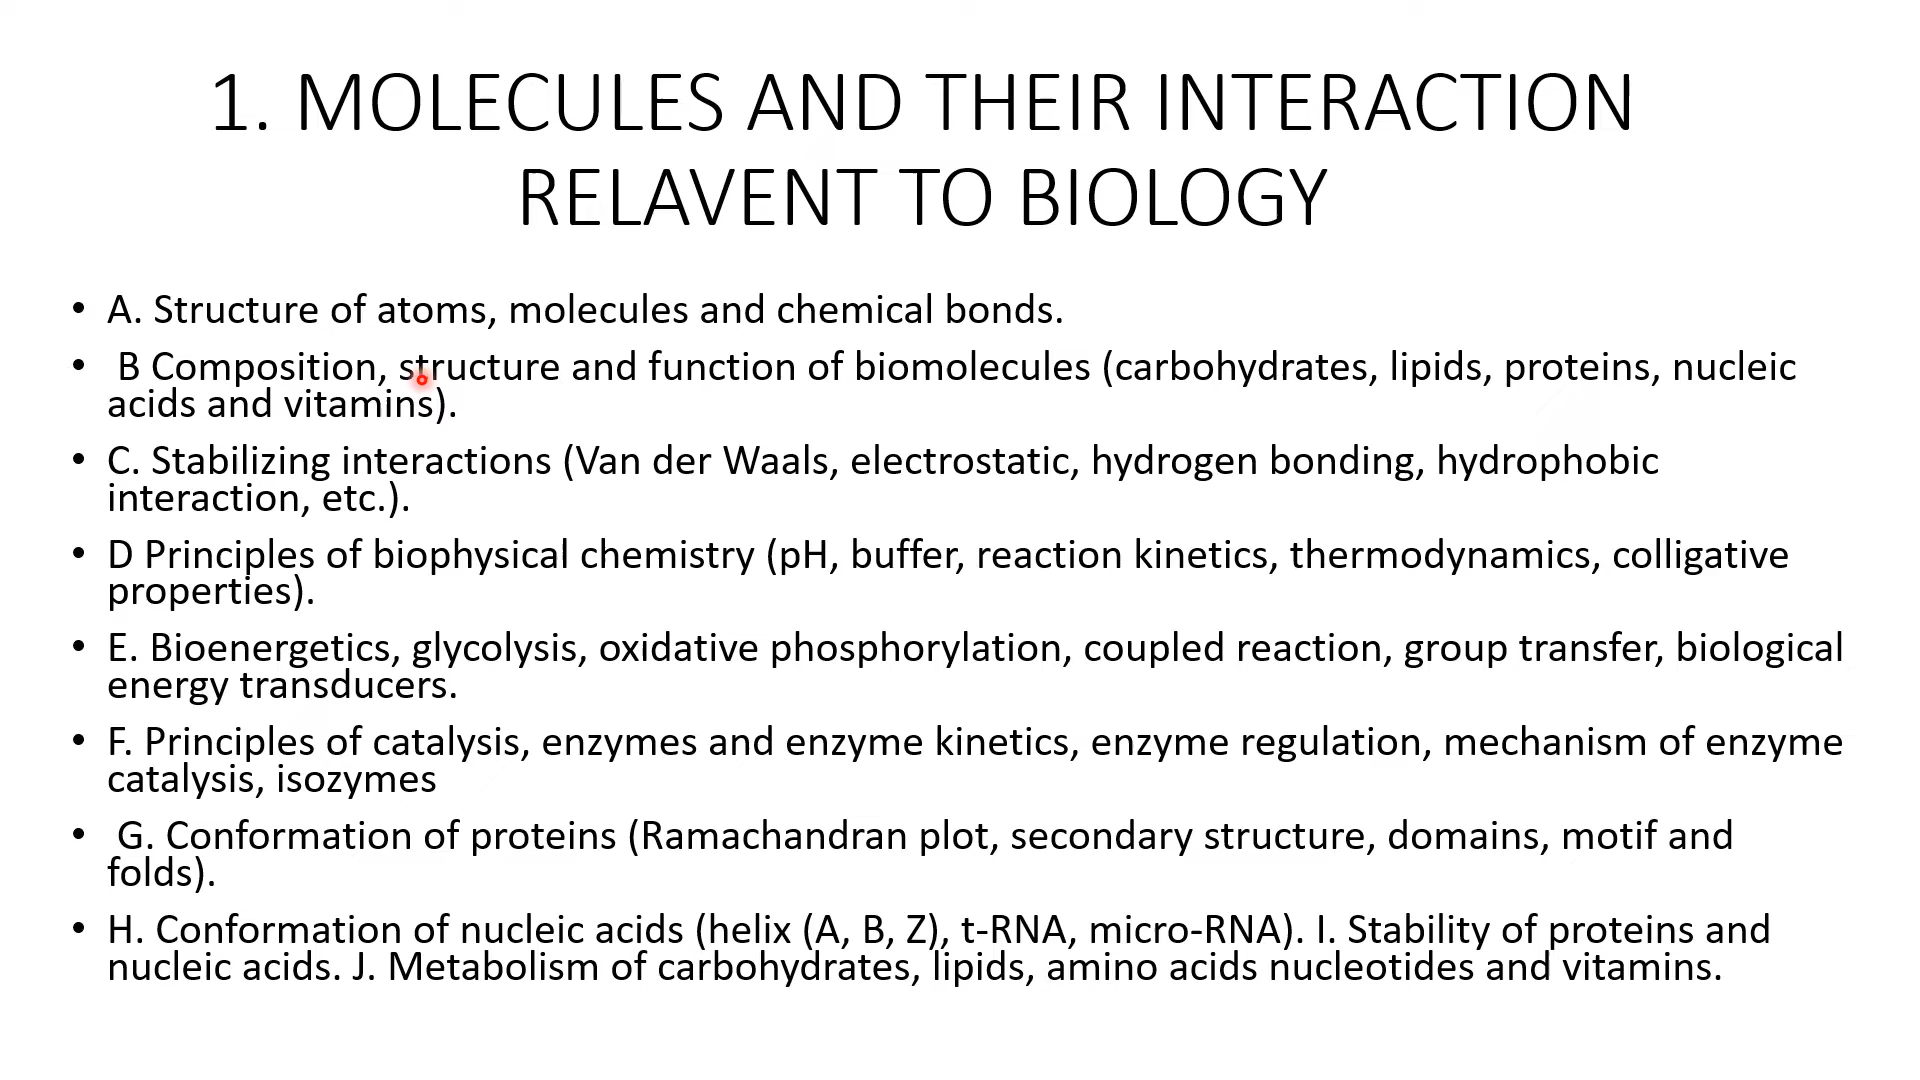 1. MOLECULES AND THEIR INTERACTION
RELAVENT TO BIOLOGY
• A. Structure of atoms, molecules and chemical bonds.
• B Composition, structure and function of biomolecules (carbohydrates, lipids, proteins, nucleic
acids and vitamins).
• C. Stabilizing interactions (Van der Waals, electrostatic, hydrogen bonding, hydrophobic
interaction, etc.).
• D Principles of biophysical chemistry (pH, buffer, reaction kinetics, thermodynamics, colligative
properties).
• E. Bioenergetics, glycolysis, oxidative phosphorylation, coupled reaction, group transfer, biological
energy transducers.
• F. Principles of catalysis, enzymes and enzyme kinetics, enzyme regulation, mechanism of enzyme
catalysis, isozymes
• G. Conformation of proteins (Ramachandran plot, secondary structure, domains, motif and
folds).
• H. Conformation of nucleic acids (helix (A, B, Z), t-RNA, micro-RNA). I. Stability of proteins and
nucleic acids. J. Metabolism of carbohydrates, lipids, amino acids nucleotides and vitamins.